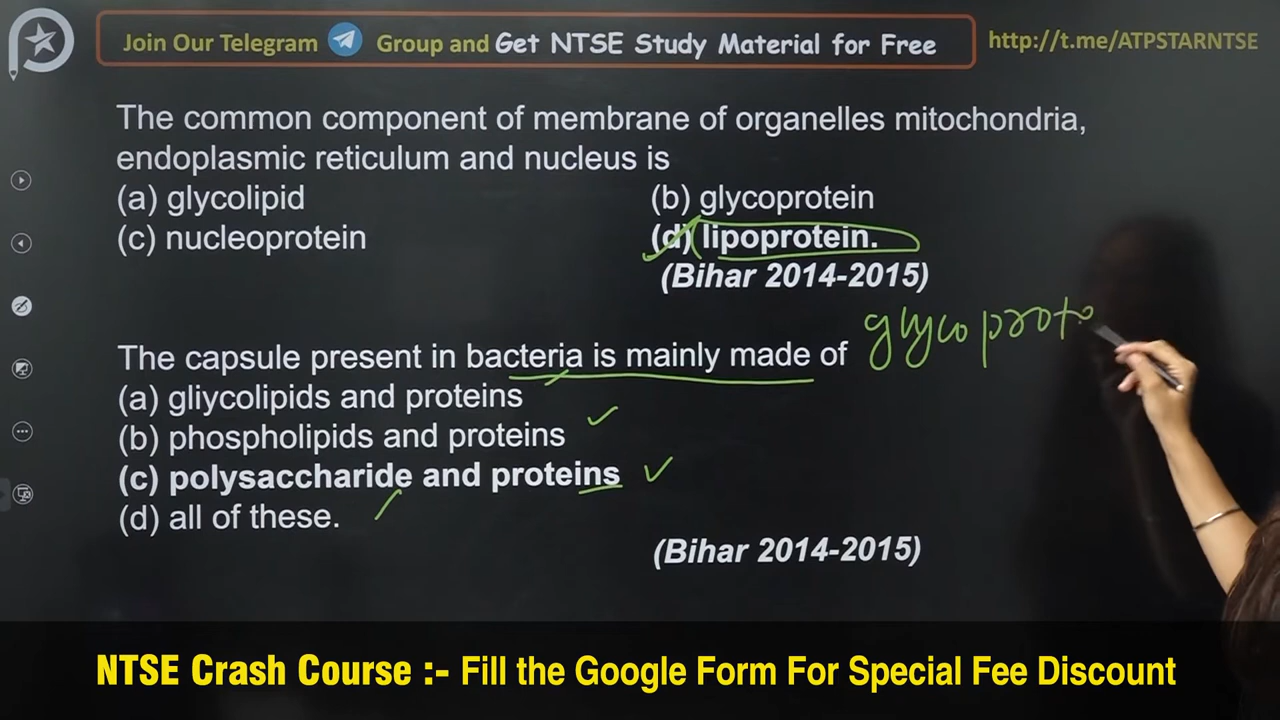 Join Our Telegram Group and Get NTSE Study Material for Free
http://t.me/ATPSTARNTSE
The common component of membrane of organelles mitochondria,
endoplasmic reticulum and nucleus is
(a) glycolipid (b) glycoprotein
(c) nucleoprotein (d) lipoprotein.
(Bihar 2014-2015)
The capsule present in bacteria is mainly made of glycoproto
(a) gliycolipids and proteins
(b) phospholipids and proteins
(c) polysaccharide and proteins
(d) all of these.
(Bihar 2014-2015)
NTSE Crash Course :- Fill the Google Form For Special Fee Discount